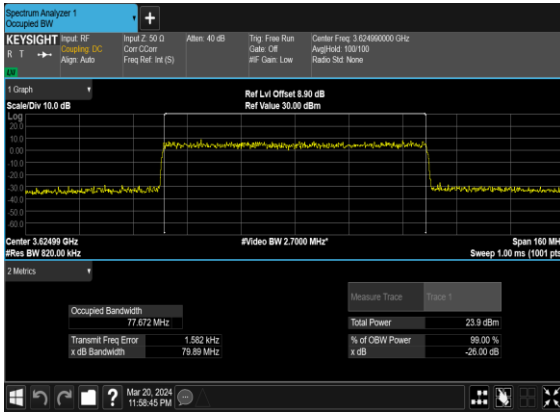 Spectrum Analyzer 1
Occupied BW
+
KEYSIGHT
R T
LW
Input: RF
Coupling: DC
Align: Auto
Input Z: 50 Ω
Corr CCorr
Freq Ref: Int (S)
Atten: 40 dB
Trig: Free Run
Gate: Off
#IF Gain: Low
Center Freq: 3.624990000 GHz
Avg|Hold: 100/100
Radio Std: None
1 Graph
Scale/Div 10.0 dB
Ref Lvl Offset 8.90 dB
Ref Value 30.00 dBm
Log
20.0
10.0
0.00
-10.0
-20.0
-30.0
-40.0
-50.0
-60.0
Center 3.62499 GHz
#Res BW 820.00 kHz
#Video BW 2.7000 MHz*
Span 160 MH
Sweep 1.00 ms (1001 pts
2 Metrics
Measure Trace
Trace 1
Occupied Bandwidth
77.672 MHz
Total Power
23.9 dBm
Transmit Freq Error
1.582 kHz
% of OBW Power
99.00 %
x dB Bandwidth
79.89 MHz
x dB
-26.00 dB
?
Mar 20, 2024
11:58:45 PM